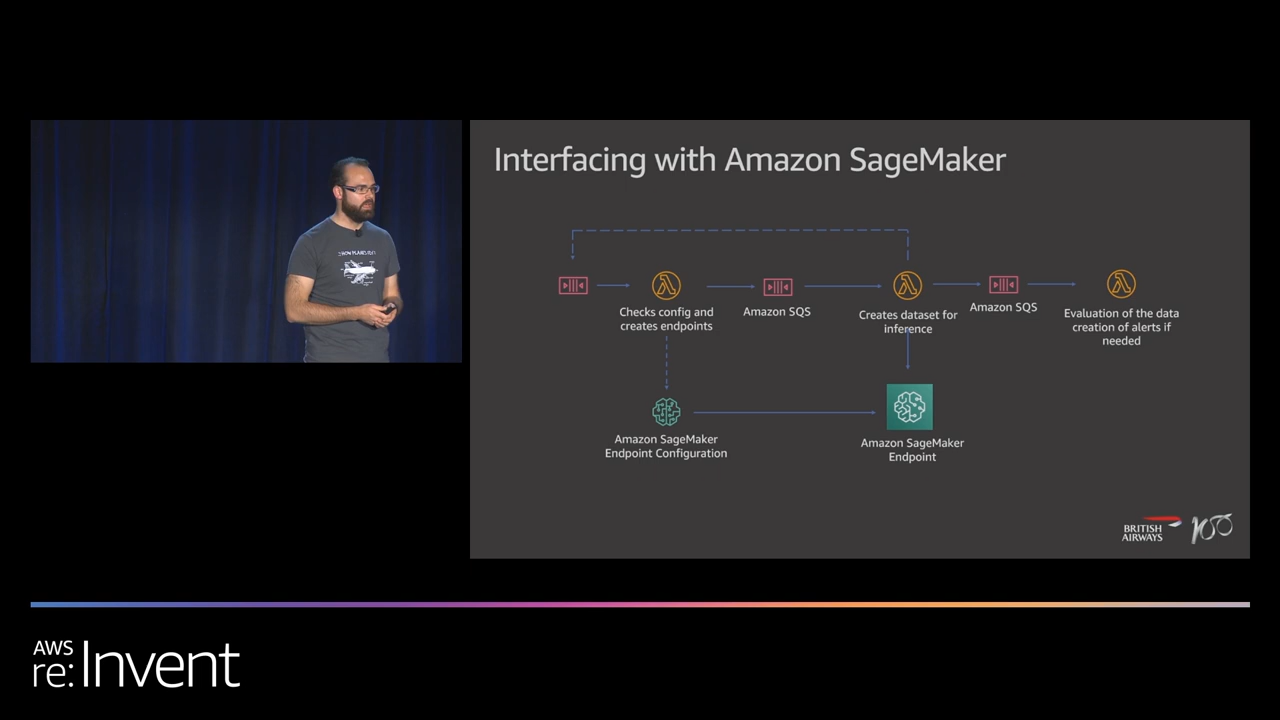 Interfacing with Amazon SageMaker
Checks config and
creates endpoints
Amazon SQS
Creates dataset for
inference
Amazon SQS
Evaluation of the data
creation of alerts if
needed
Amazon SageMaker
Endpoint Configuration
Amazon SageMaker
Endpoint
BRITISH
AIRWAYS
100
AWS
re:Invent